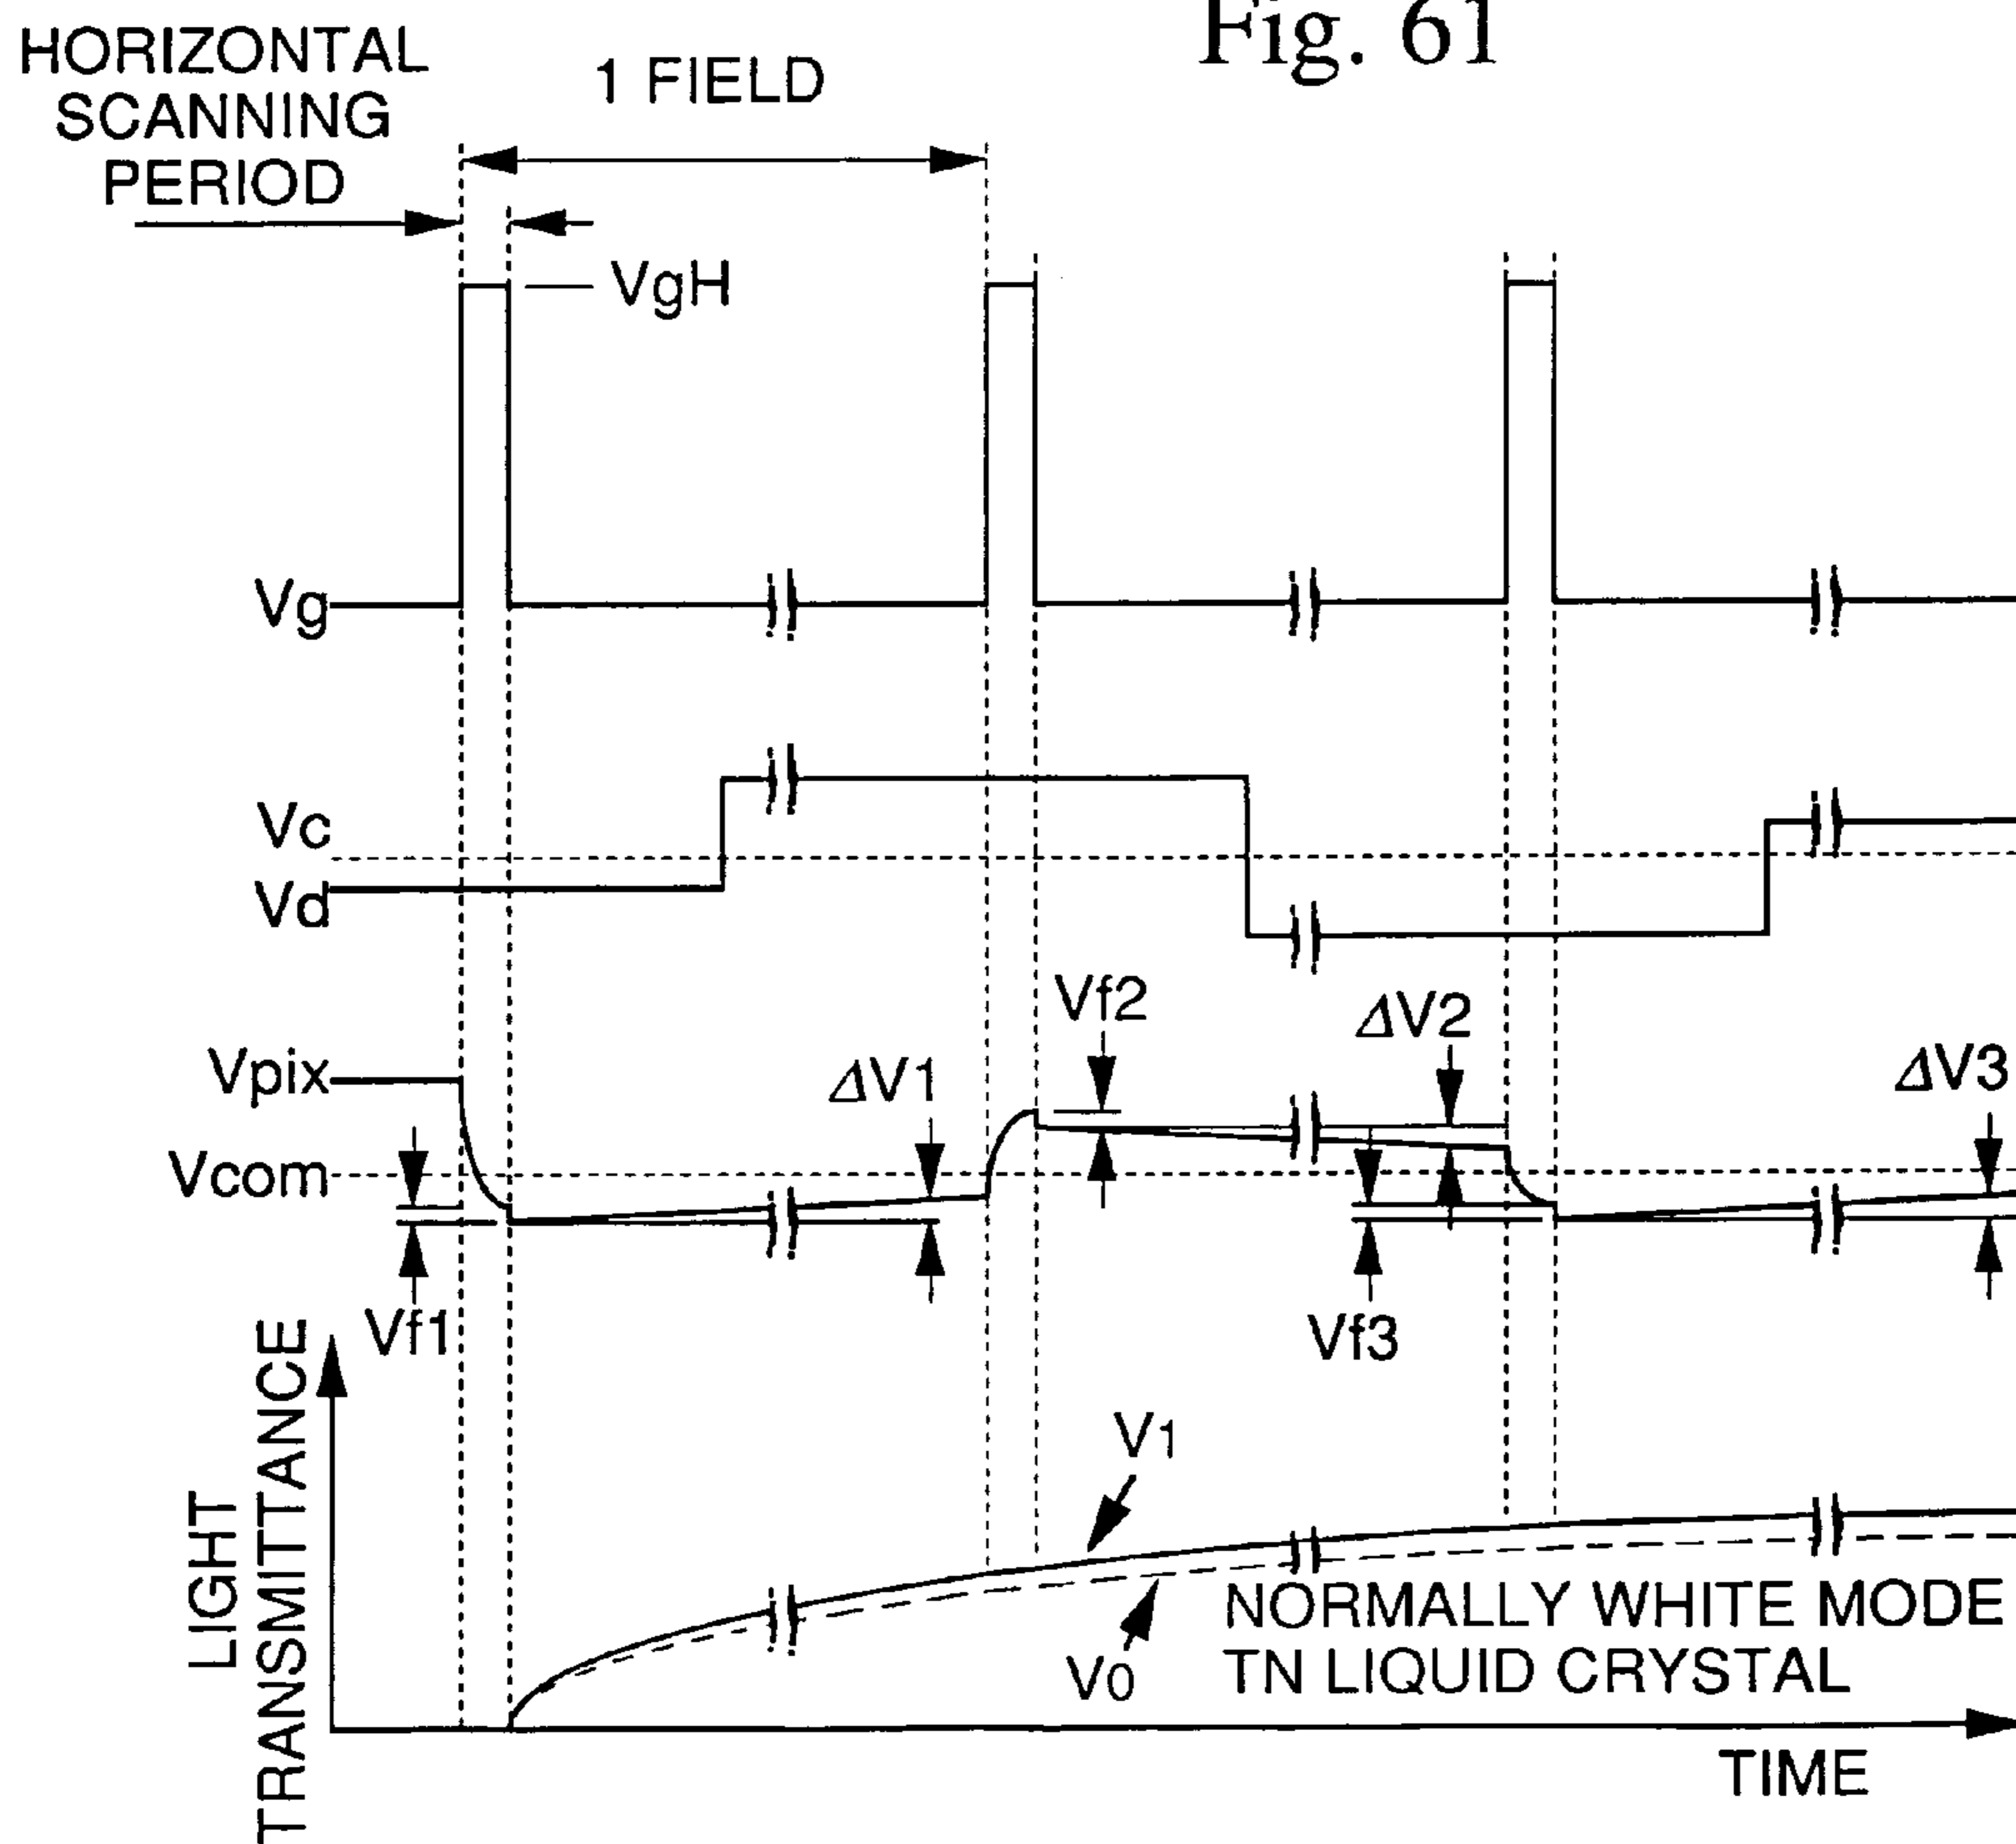 Fig. 61
HORIZONTAL
SCANNING
PERIOD
1 FIELD
VgH
Vg
Vc
Vd
Vf2
ΔV2
Vpix
ΔV1
ΔV3
Vcom
Vf1
Vf3
LIGHT
TRANSMITTANCE
V1
V0
NORMALLY WHITE MODE
TN LIQUID CRYSTAL
TIME